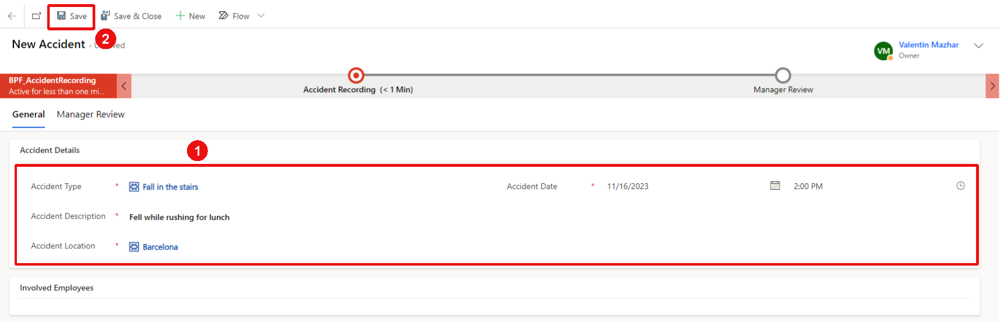 Save
Save & Close
New
Flow
2
New Accident
Valentin Mazhar
VM
Owner
BPF_AccidentRecording
Active for less than one mi...
Accident Recording (< 1 Min)
Manager Review
General
Manager Review
Accident Details
1
Accident Type * Fall in the stairs
Accident Date * 11/16/2023 2:00 PM
Accident Description * Fell while rushing for lunch
Accident Location * Barcelona
Involved Employees